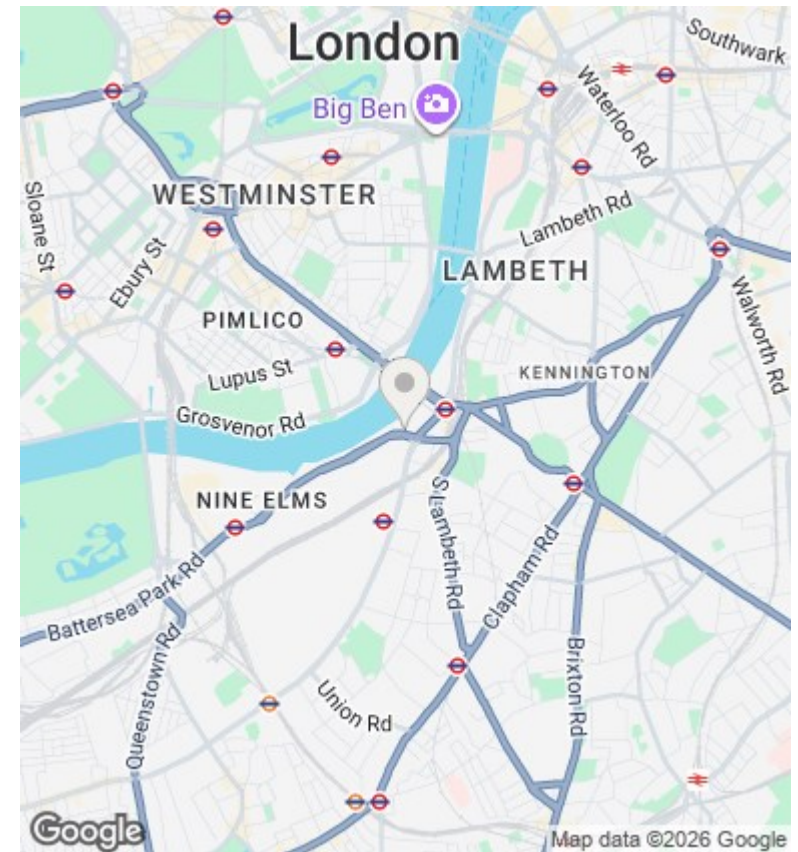 London
Southwark
Big Ben
Waterloo Rd
WESTMINSTER
Sloane St
Lambeth Rd
Ebury St
LAMBETH
PIMLICO
Walworth Rd
Lupus St
KENNINGTON
Grosvenor Rd
NINE ELMS
S Lambeth Rd
Clapham Rd
Battersea Park Rd
Queenstown Rd
Brixton Rd
Union Rd
Google
Map data ©2026 Google